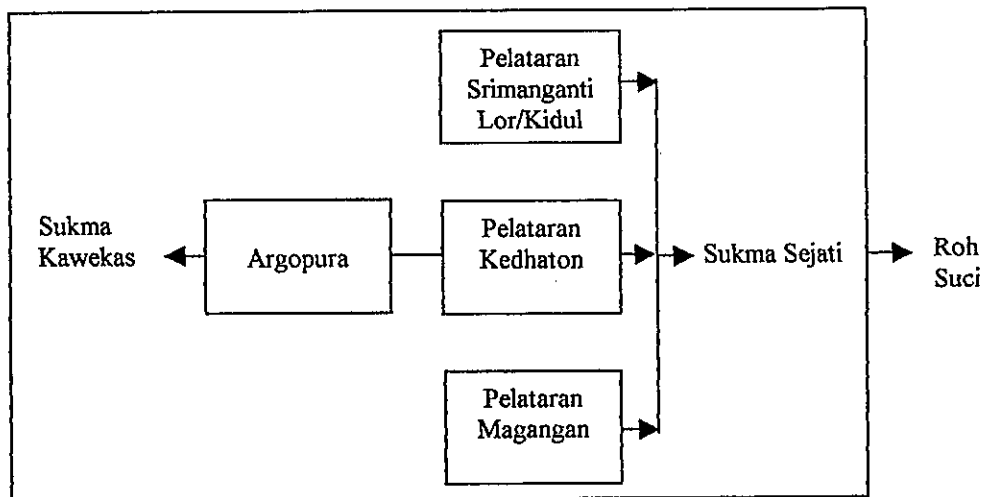 Pelataran
Srimanganti
Lor/Kidul
Sukma
Kawekas
Argopura
Pelataran
Kedhaton
Sukma Sejati
Roh
Suci
Pelataran
Magangan